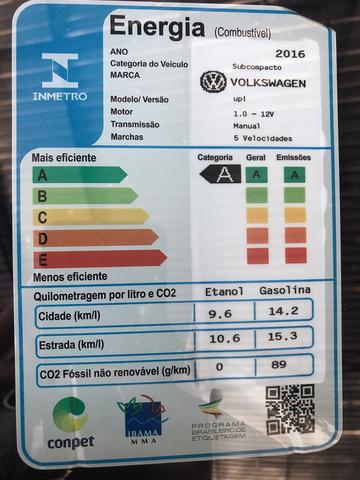 INMETRO
Energia (Combustível)
ANO 2016
Categoria do Veículo Subcompacto
MARCA VOLKSWAGEN
Modelo/ Versão up!
Motor 1.0 - 12V
Transmissão Manual
Marchas 5 Velocidades
Mais eficiente Categoria Geral Emissões
A A A A
B
C
D
E
Menos eficiente
Quilometragem por litro e CO2 Etanol Gasolina
Cidade (km/l) 9.6 14.2
Estrada (km/l) 10.6 15.3
CO2 Fóssil não renovável (g/km) 0 89
conpet
IBAMA
MMA
PROGRAMA
BRASILEIRO DE
ETIQUETAGEM